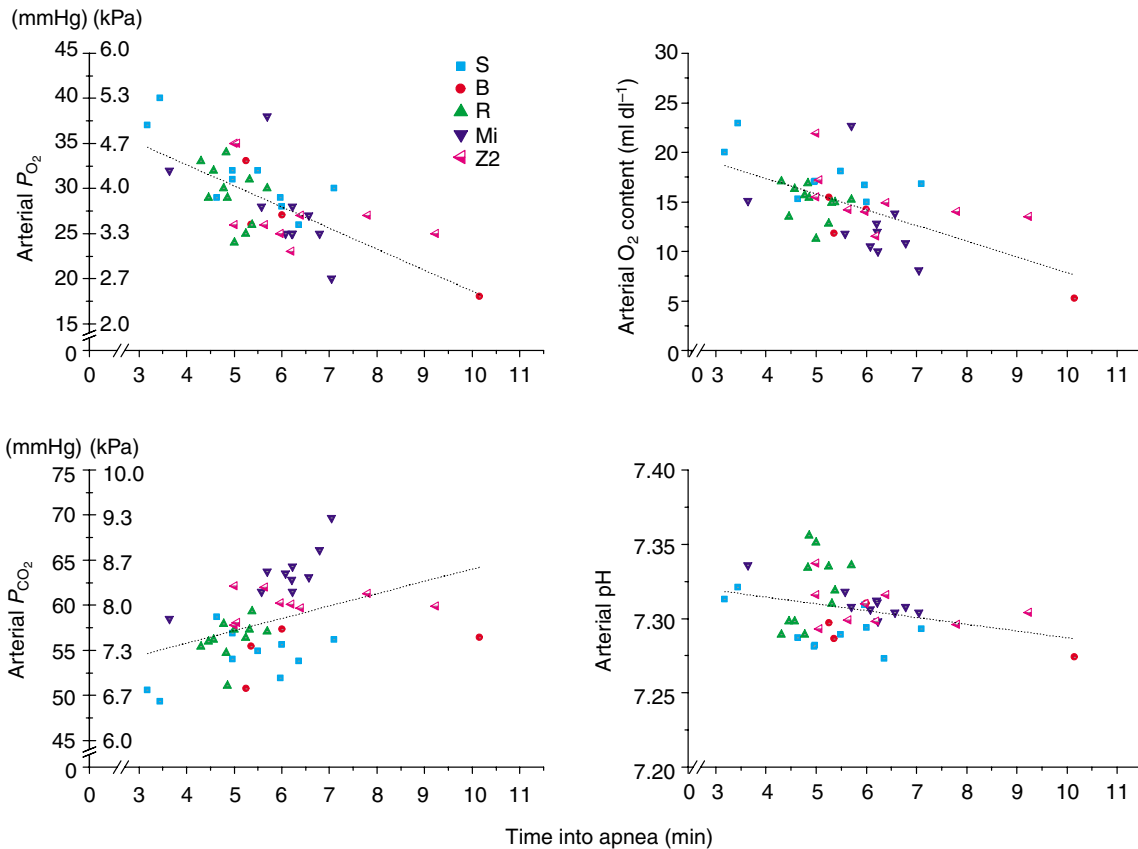 (mmHg) (kPa)
45 6.0
40 5.3
35 4.7
30 4.0
25 3.3
20 2.7
15 2.0
0
Arterial P_O2
0 3 4 5 6 7 8 9 10 11
S
B
R
Mi
Z2
30
25
20
15
10
5
0
Arterial O2 content (ml dl−1)
0 3 4 5 6 7 8 9 10 11
(mmHg) (kPa)
75 10.0
70 9.3
65 8.7
60 8.0
55 7.3
50 6.7
45 6.0
0
Arterial P_CO2
0 3 4 5 6 7 8 9 10 11
7.40
7.35
7.30
7.25
7.20
Arterial pH
0 3 4 5 6 7 8 9 10 11
Time into apnea (min)